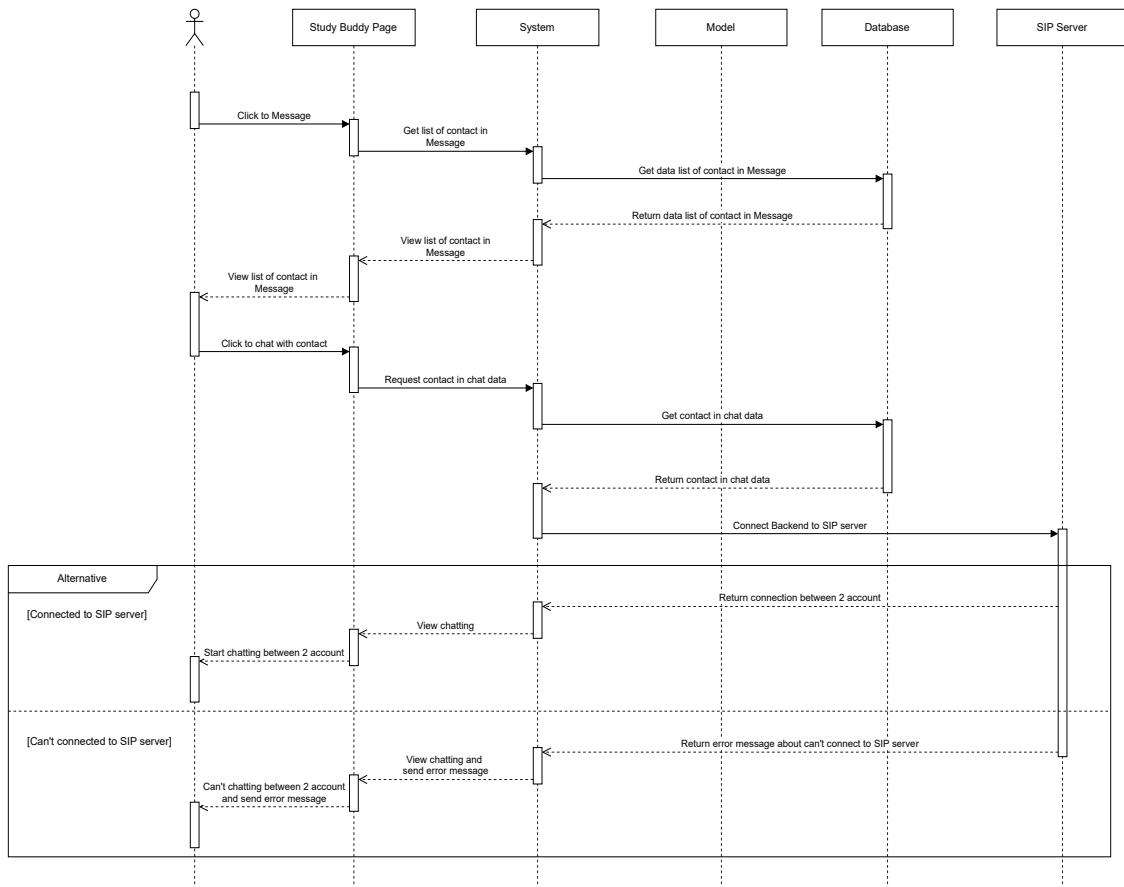 Study Buddy Page
System
Model
Database
SIP Server
Click to Message
Get list of contact in
Message
Get data list of contact in Message
Return data list of contact in Message
View list of contact in
Message
View list of contact in
Message
Click to chat with contact
Request contact in chat data
Get contact in chat data
Return contact in chat data
Connect Backend to SIP server
Alternative
[Connected to SIP server]
Return connection between 2 account
View chatting
Start chatting between 2 account
[Can't connected to SIP server]
Return error message about can't connect to SIP server
View chatting and
send error message
Can't chatting between 2 account
and send error message